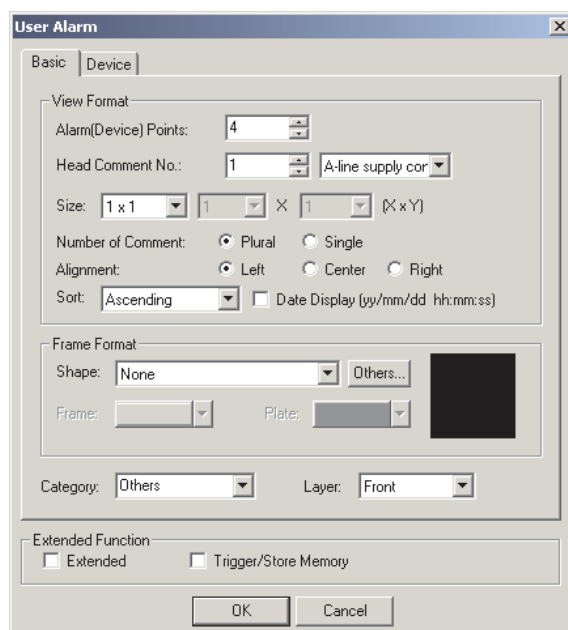 User Alarm
Basic Device
View Format
Alarm(Device) Points: 4
Head Comment No.: 1 A-line supply cor
Size: 1 x 1 1 X 1 (X x Y)
Number of Comment: Plural Single
Alignment: Left Center Right
Sort: Ascending Date Display (yy/mm/dd hh:mm:ss)
Frame Format
Shape: None Others...
Frame: Plate:
Category: Others Layer: Front
Extended Function
Extended Trigger/Store Memory
OK Cancel